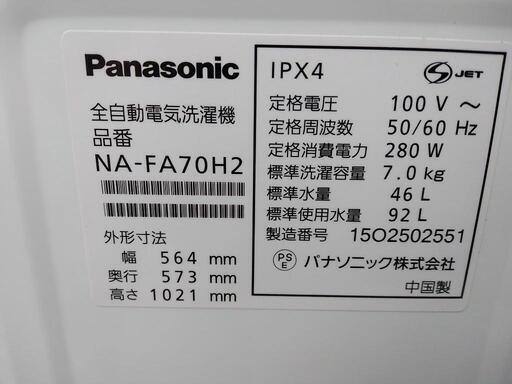 Panasonic
全自動電気洗濯機
品番
NA-FA70H2
外形寸法
幅 564 mm
奥行 573 mm
高さ 1021 mm
IPX4
S JET
定格電圧 100 V ～
定格周波数 50/60 Hz
定格消費電力 280 W
標準洗濯容量 7.0 kg
標準水量 46 L
標準使用水量 92 L
製造番号 15O2502551
PS E パナソニック株式会社
中国製